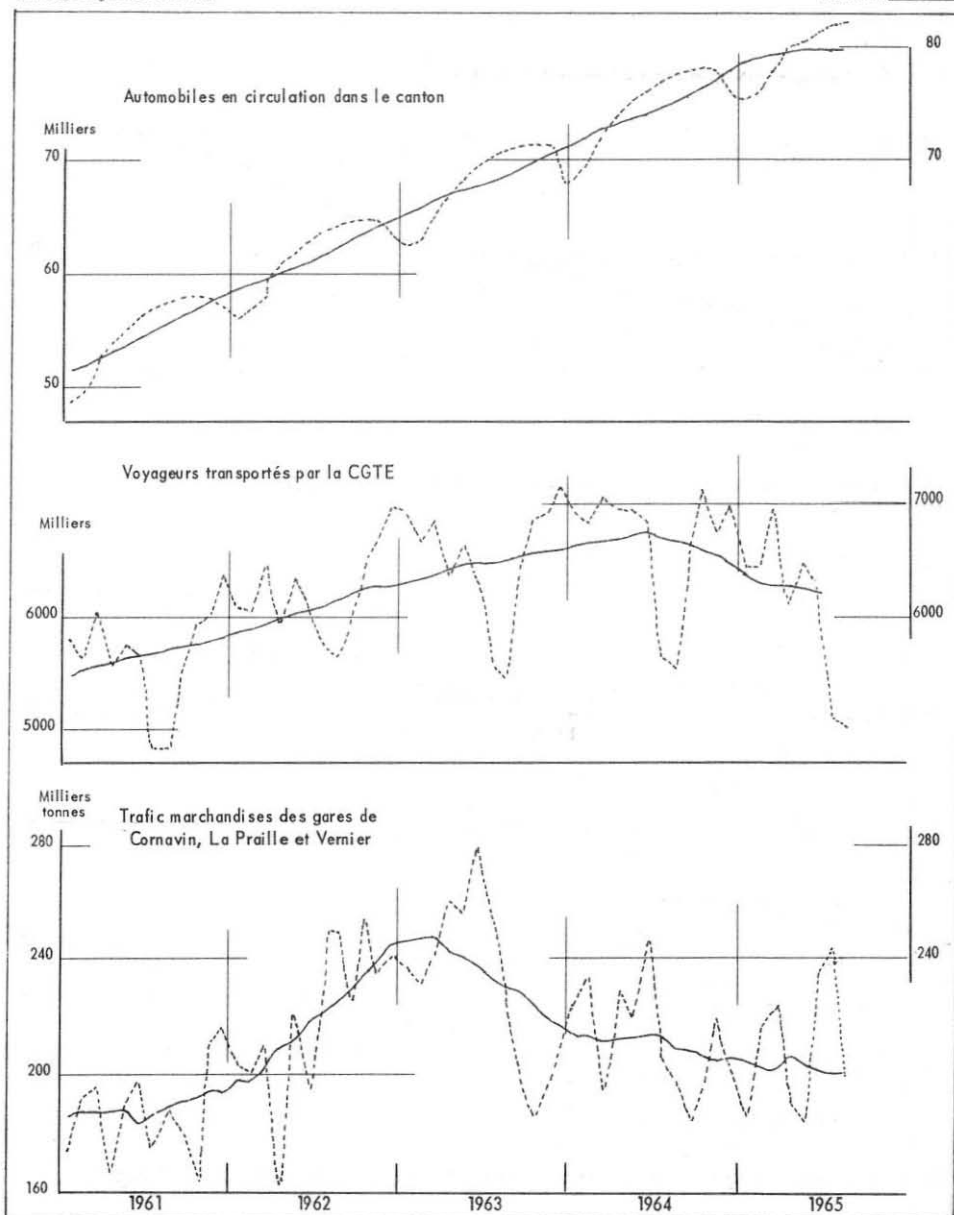 Automobiles en circulation dans le canton
Milliers
80
70
70
60
50
Voyageurs transportés par la CGTE
Milliers
7000
6000
6000
5000
Milliers
tonnes
Trafic marchandises des gares de
Cornavin, La Praille et Vernier
280
280
240
240
200
160
1961 1962 1963 1964 1965